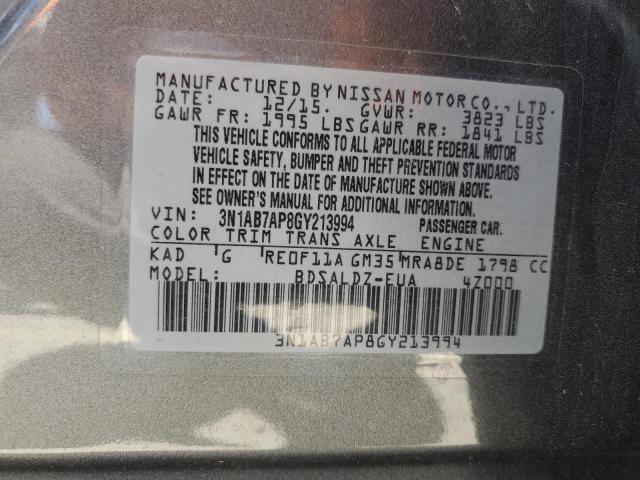 MANUFACTURED BY NISSAN MOTOR CO., LTD.
DATE: 12/15. GVWR: 3823 LBS
GAWR FR: 1995 LBS GAWR RR: 1841 LBS
THIS VEHICLE CONFORMS TO ALL APPLICABLE FEDERAL MOTOR
VEHICLE SAFETY, BUMPER AND THEFT PREVENTION STANDARDS
IN EFFECT ON THE DATE OF MANUFACTURE SHOWN ABOVE.
SEE OWNER'S MANUAL FOR ADDITIONAL INFORMATION.
VIN: 3N1AB7AP8GY213994 PASSENGER CAR.
COLOR TRIM TRANS AXLE ENGINE
KAD G RE0F11A GM35 MRA8DE 1798 CC
MODEL: BDSALDZ-EUA 4Z000
3N1AB7AP8GY213994